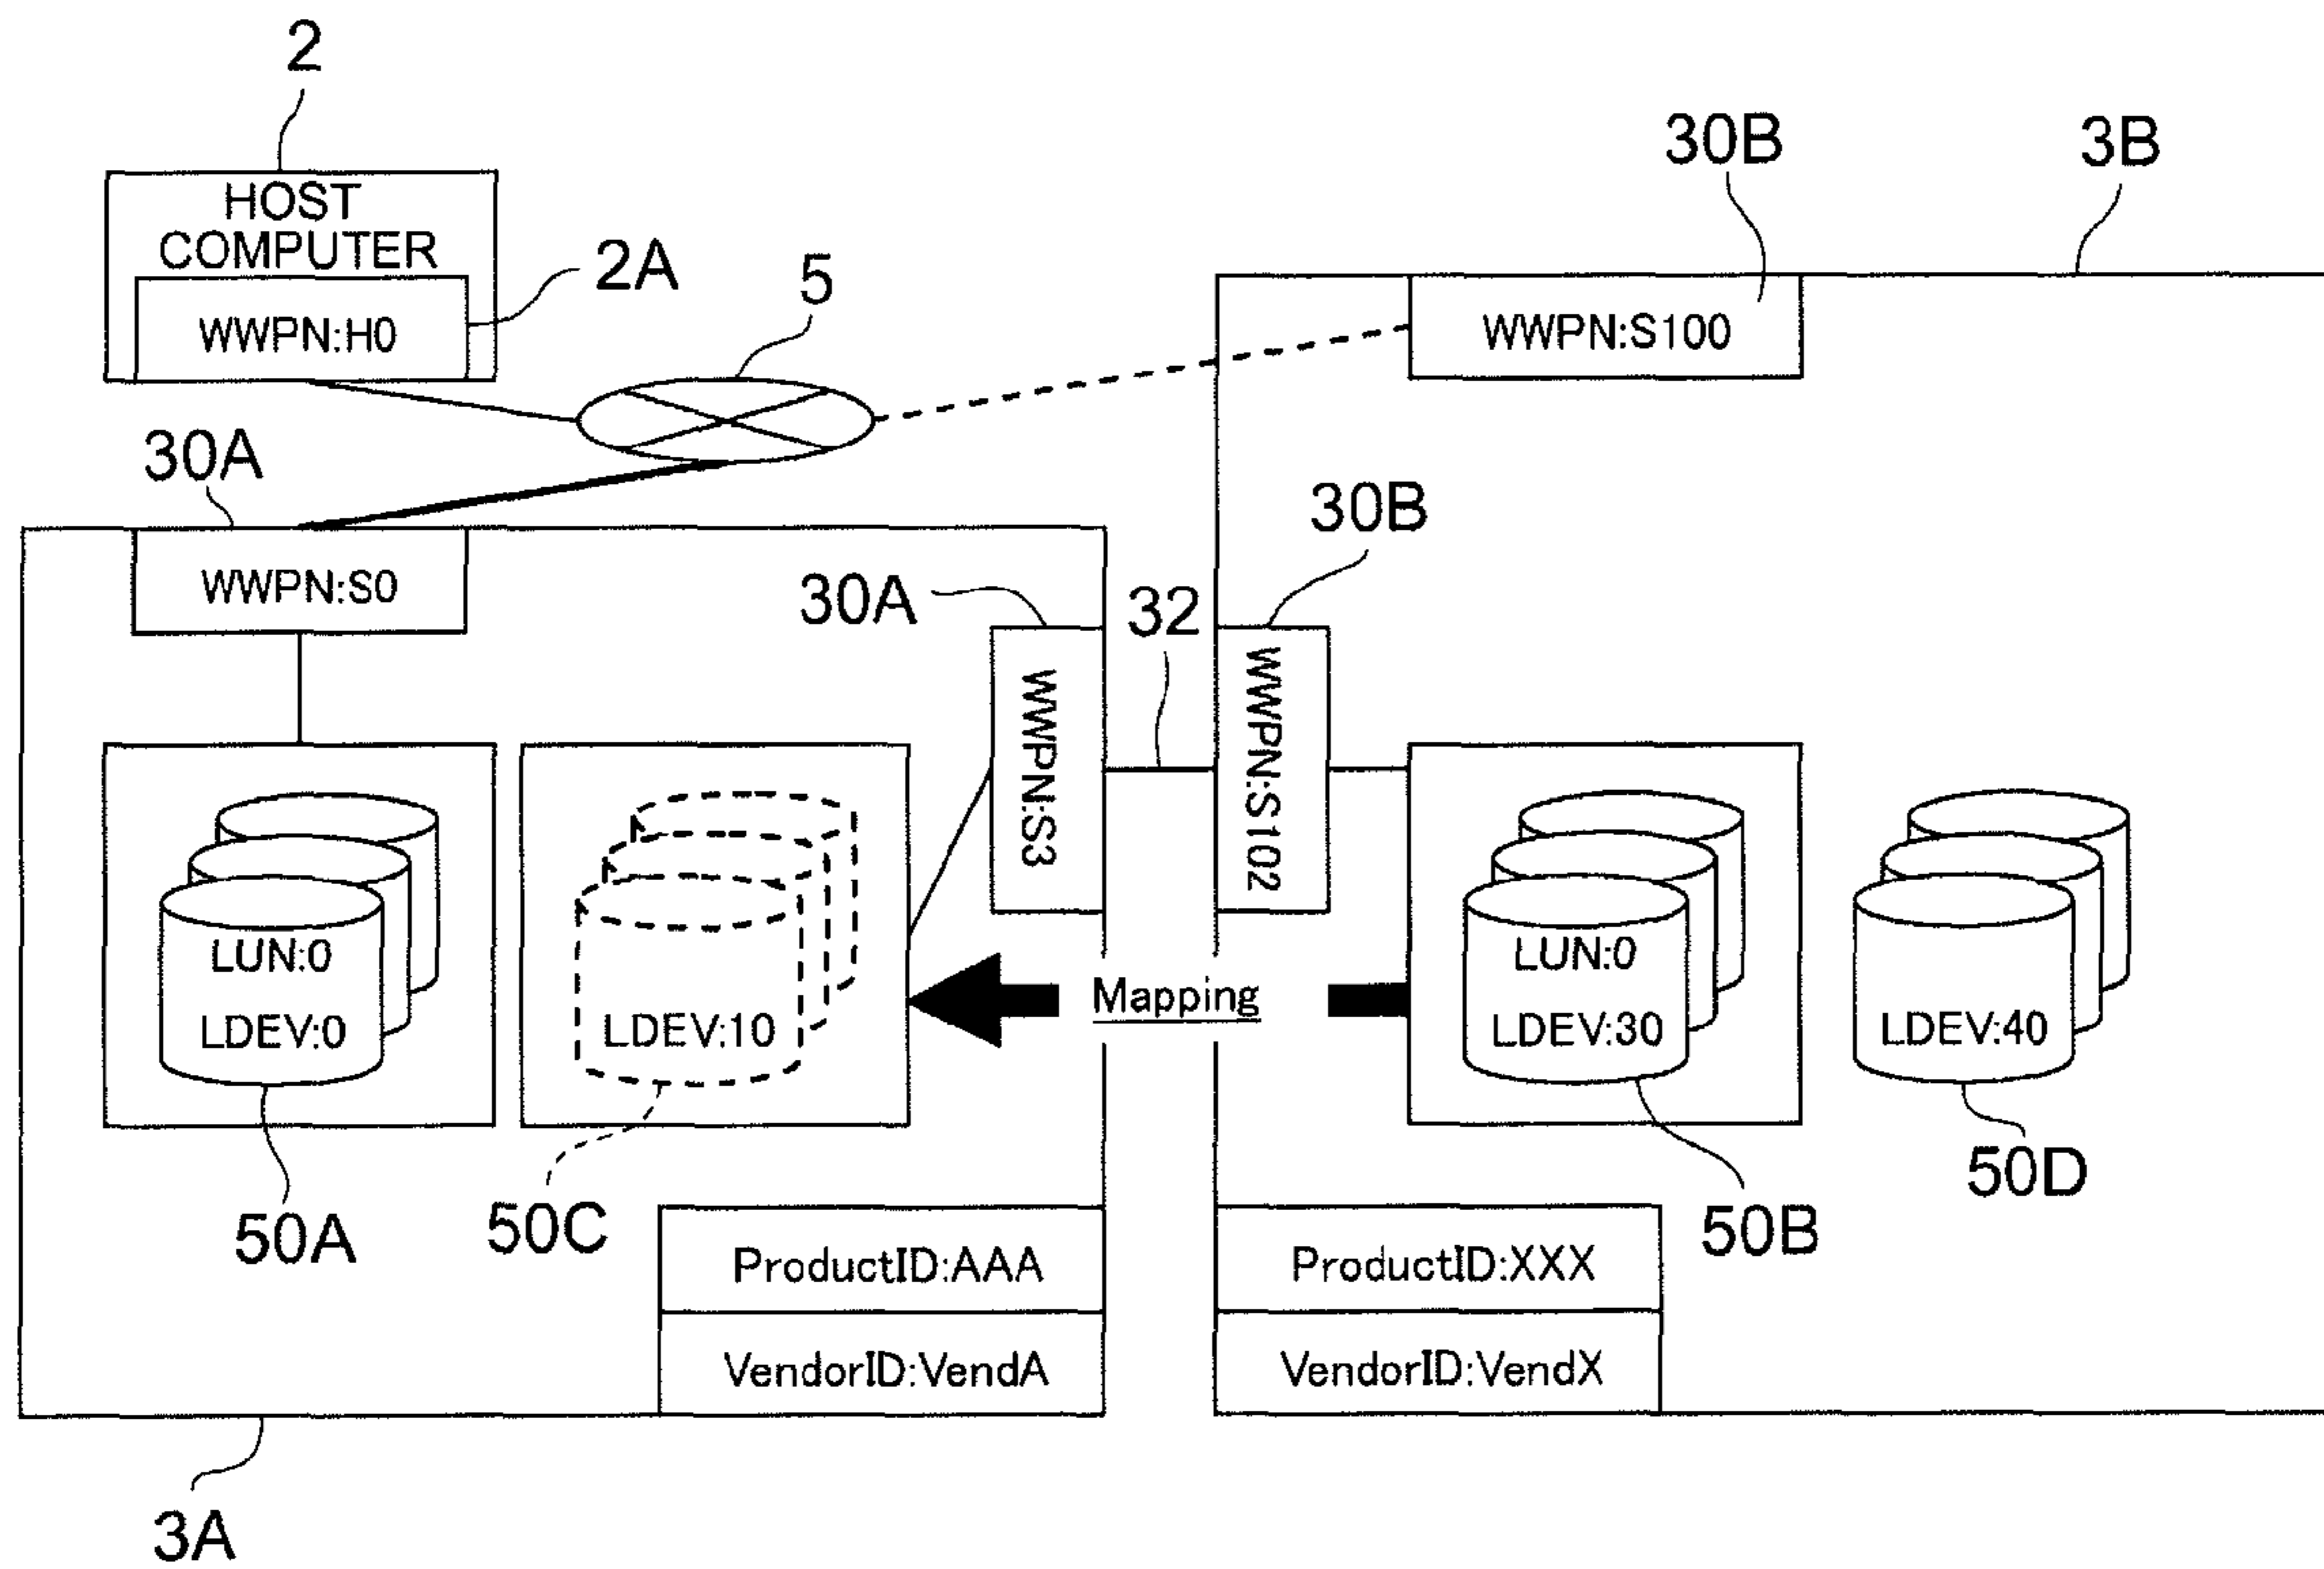 2
HOST
COMPUTER
WWPN:H0
2A
5
30B
3B
WWPN:S100
30A
WWPN:S0
30A
WWPN:S3
32
30B
WWPN:S102
LUN:0
LDEV:0
50A
LDEV:10
50C
Mapping
LUN:0
LDEV:30
50B
LDEV:40
50D
ProductID:AAA
VendorID:VendA
ProductID:XXX
VendorID:VendX
3A